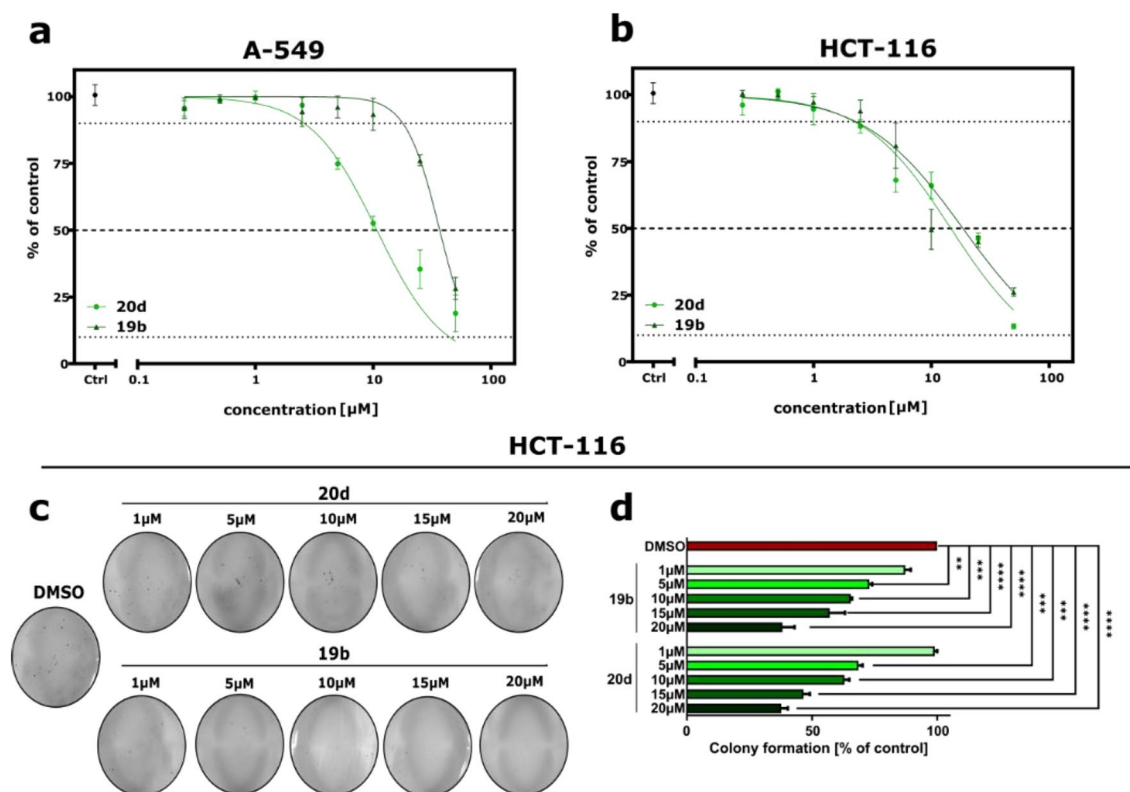 a
A-549
% of control
100
75
50
25
0
Ctrl
0.1
1
10
100
20d
19b
concentration [µM]
b
HCT-116
% of control
100
75
50
25
0
Ctrl
0.1
1
10
100
20d
19b
concentration [µM]
HCT-116
c
20d
1µM 5µM 10µM 15µM 20µM
DMSO
19b
1µM 5µM 10µM 15µM 20µM
d
DMSO
19b
1µM
5µM
10µM
15µM
20µM
20d
1µM
5µM
10µM
15µM
20µM
** *** **** **** *** *** **** ****
0 50 100
Colony formation [% of control]